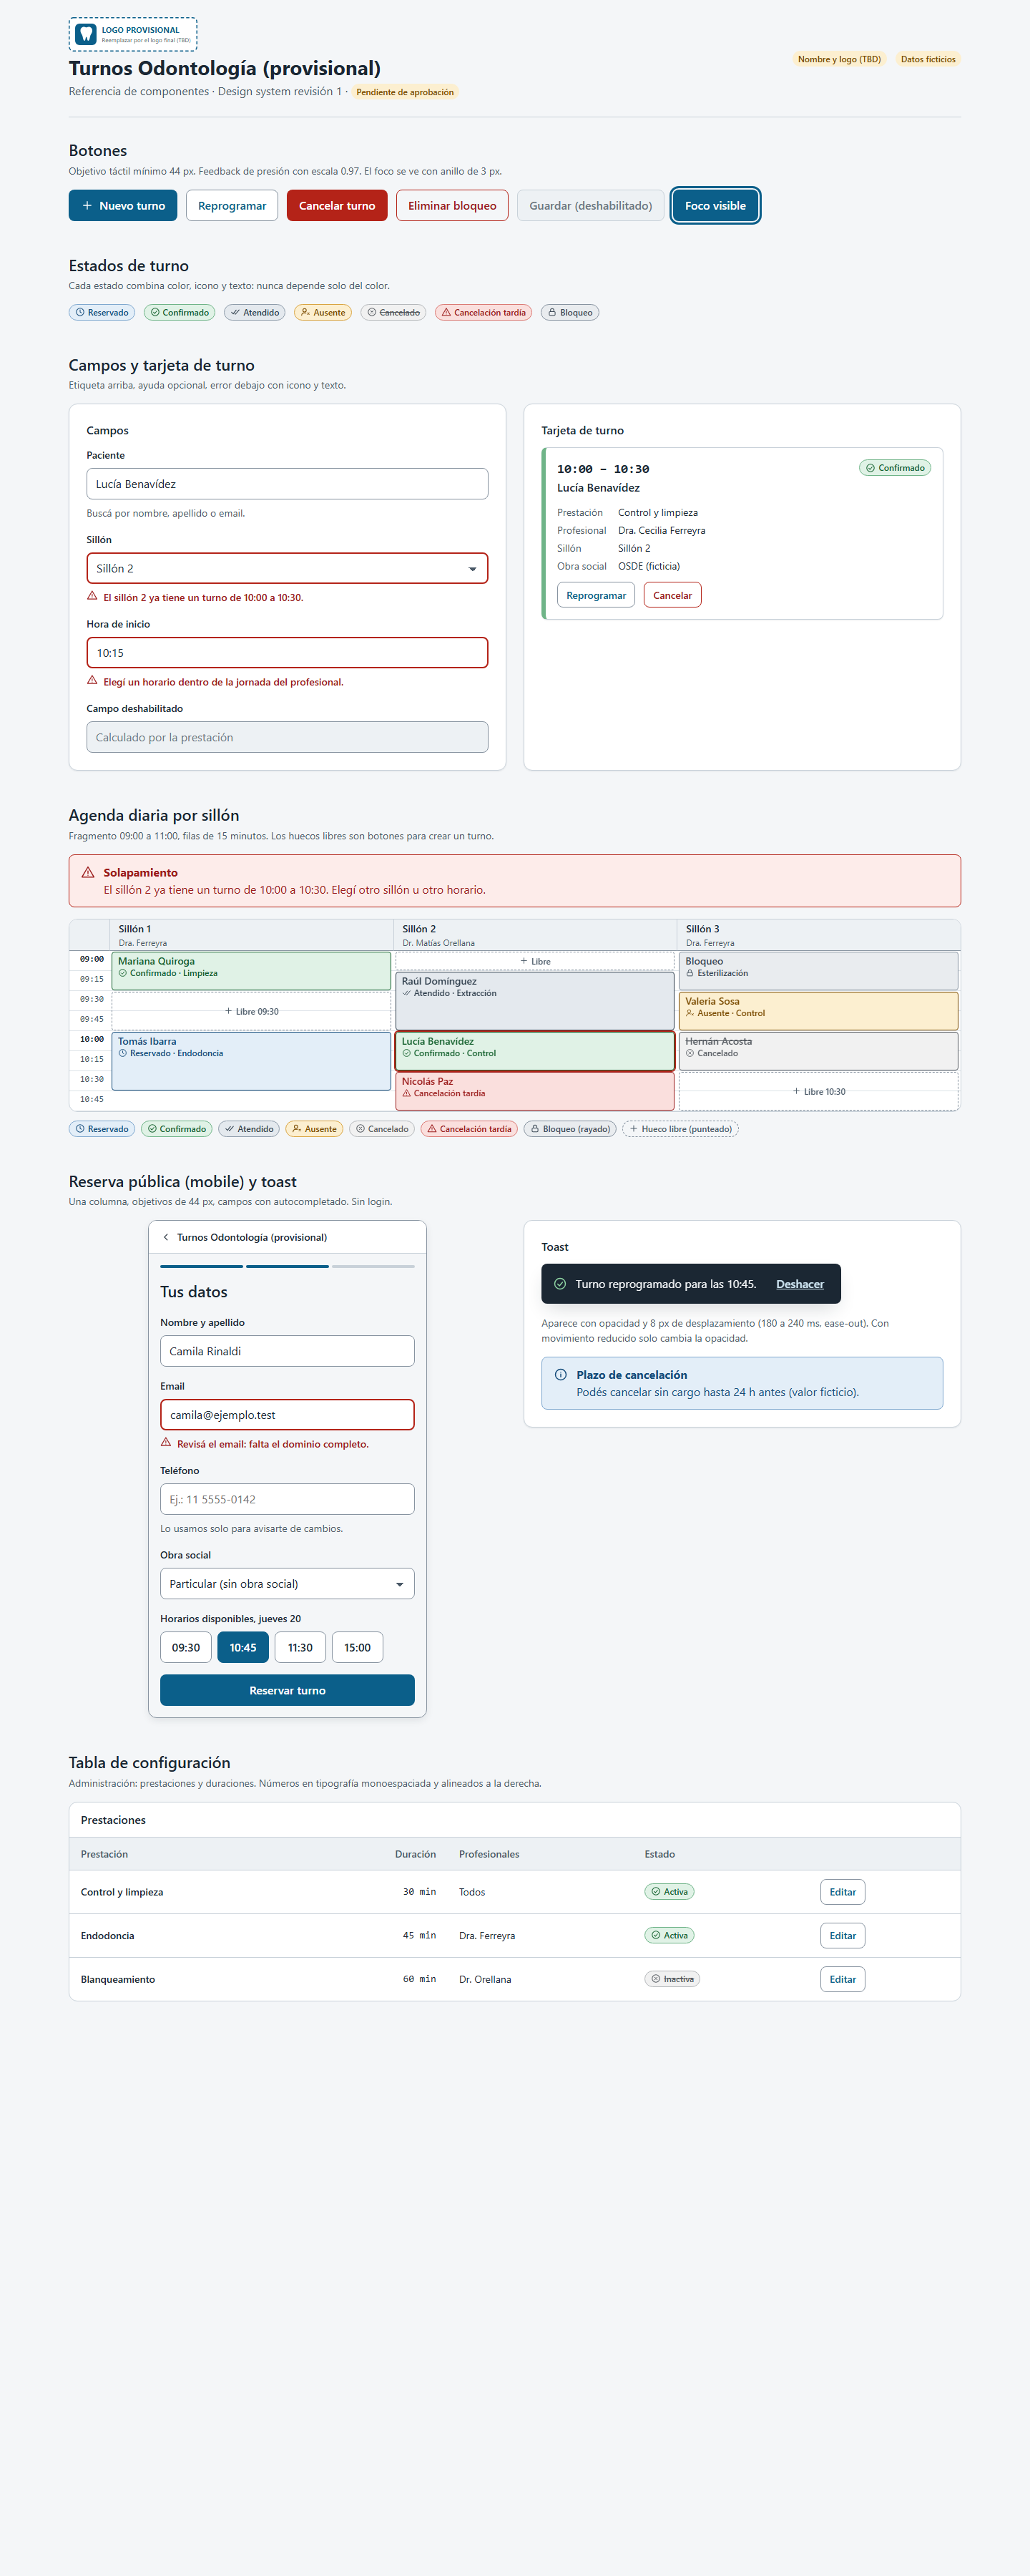 LOGO PROVISIONAL
Reemplazar por el logo final (TBD)
Turnos Odontología (provisional)
Referencia de componentes · Design system revisión 1 · Pendiente de aprobación
Nombre y logo (TBD)
Datos ficticios
Botones
Objetivo táctil mínimo 44 px. Feedback de presión con escala 0.97. El foco se ve con anillo de 3 px.
+ Nuevo turno
Reprogramar
Cancelar turno
Eliminar bloqueo
Guardar (deshabilitado)
Foco visible
Estados de turno
Cada estado combina color, icono y texto: nunca depende solo del color.
Reservado
Confirmado
Atendido
Ausente
Cancelado
Cancelación tardía
Bloqueo
Campos y tarjeta de turno
Etiqueta arriba, ayuda opcional, error debajo con icono y texto.
Campos
Paciente
Lucía Benavídez
Buscá por nombre, apellido o email.
Sillón
Sillón 2
El sillón 2 ya tiene un turno de 10:00 a 10:30.
Hora de inicio
10:15
Elegí un horario dentro de la jornada del profesional.
Campo deshabilitado
Calculado por la prestación
Tarjeta de turno
10:00 – 10:30
Confirmado
Lucía Benavídez
Prestación Control y limpieza
Profesional Dra. Cecilia Ferreyra
Sillón Sillón 2
Obra social OSDE (ficticia)
Reprogramar
Cancelar
Agenda diaria por sillón
Fragmento 09:00 a 11:00, filas de 15 minutos. Los huecos libres son botones para crear un turno.
Solapamiento
El sillón 2 ya tiene un turno de 10:00 a 10:30. Elegí otro sillón u otro horario.
Sillón 1
Dra. Ferreyra
Sillón 2
Dr. Matías Orellana
Sillón 3
Dra. Ferreyra
09:00
09:15
09:30
09:45
10:00
10:15
10:30
10:45
Mariana Quiroga
Confirmado · Limpieza
+ Libre 09:30
Tomás Ibarra
Reservado · Endodoncia
+ Libre
Raúl Domínguez
Atendido · Extracción
Lucía Benavídez
Confirmado · Control
Nicolás Paz
Cancelación tardía
Bloqueo
Esterilización
Valeria Sosa
Ausente · Control
Hernán Acosta
Cancelado
+ Libre 10:30
Reservado
Confirmado
Atendido
Ausente
Cancelado
Cancelación tardía
Bloqueo (rayado)
+ Hueco libre (punteado)
Reserva pública (mobile) y toast
Una columna, objetivos de 44 px, campos con autocompletado. Sin login.
Turnos Odontología (provisional)
Tus datos
Nombre y apellido
Camila Rinaldi
Email
camila@ejemplo.test
Revisá el email: falta el dominio completo.
Teléfono
Ej.: 11 5555-0142
Lo usamos solo para avisarte de cambios.
Obra social
Particular (sin obra social)
Horarios disponibles, jueves 20
09:30
10:45
11:30
15:00
Reservar turno
Toast
Turno reprogramado para las 10:45.
Deshacer
Aparece con opacidad y 8 px de desplazamiento (180 a 240 ms, ease-out). Con
movimiento reducido solo cambia la opacidad.
Plazo de cancelación
Podés cancelar sin cargo hasta 24 h antes (valor ficticio).
Tabla de configuración
Administración: prestaciones y duraciones. Números en tipografía monoespaciada y alineados a la derecha.
Prestaciones
Prestación Duración Profesionales Estado
Control y limpieza 30 min Todos Activa Editar
Endodoncia 45 min Dra. Ferreyra Activa Editar
Blanqueamiento 60 min Dr. Orellana Inactiva Editar